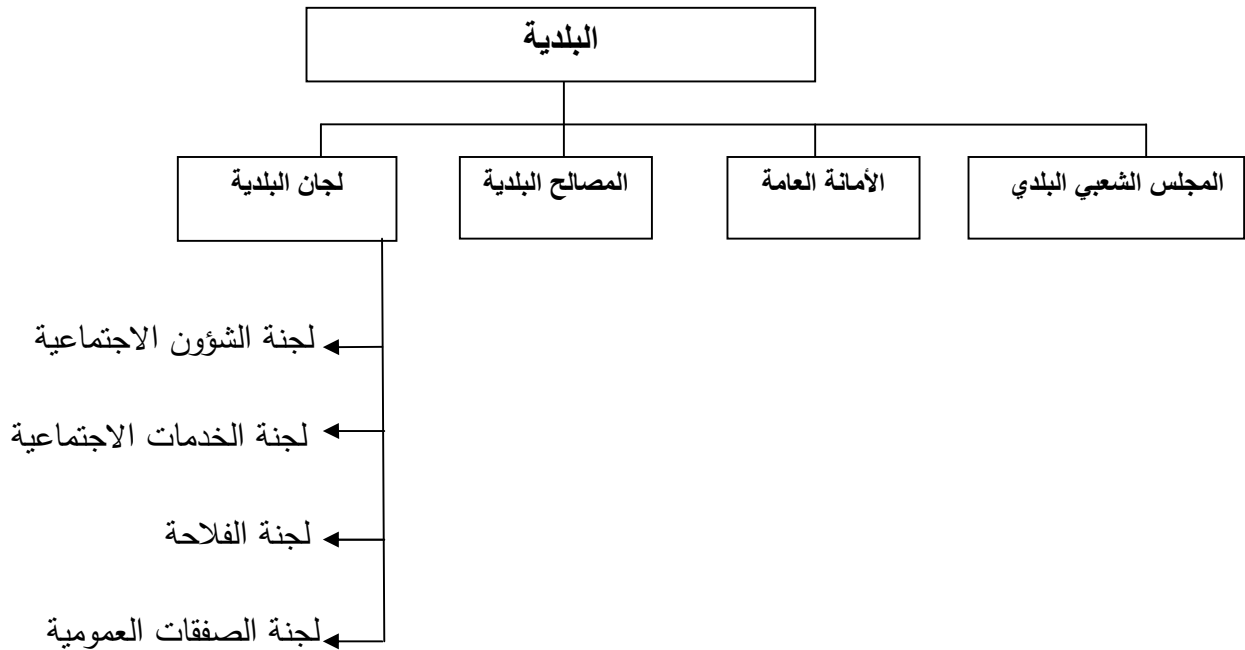 البلدية
المجلس الشعبي البلدي
الأمانة العامة
المصالح البلدية
لجان البلدية
لجنة الشؤون الاجتماعية
لجنة الخدمات الاجتماعية
لجنة الفلاحة
لجنة الصفقات العمومية